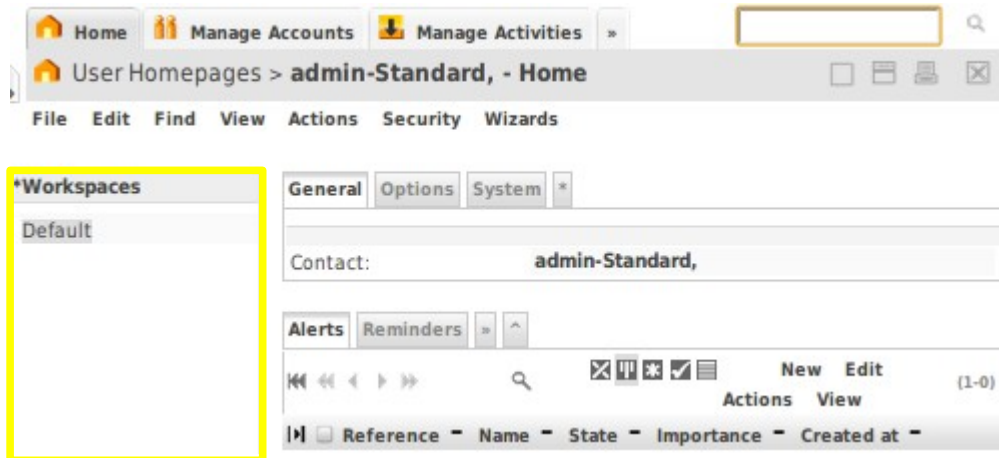 Home Manage Accounts Manage Activities »
User Homepages > admin-Standard, - Home
File Edit Find View Actions Security Wizards
*Workspaces
Default
General Options System *
Contact: admin-Standard,
Alerts Reminders » ^
New Edit
Actions View
(1-0)
Reference Name State Importance Created at